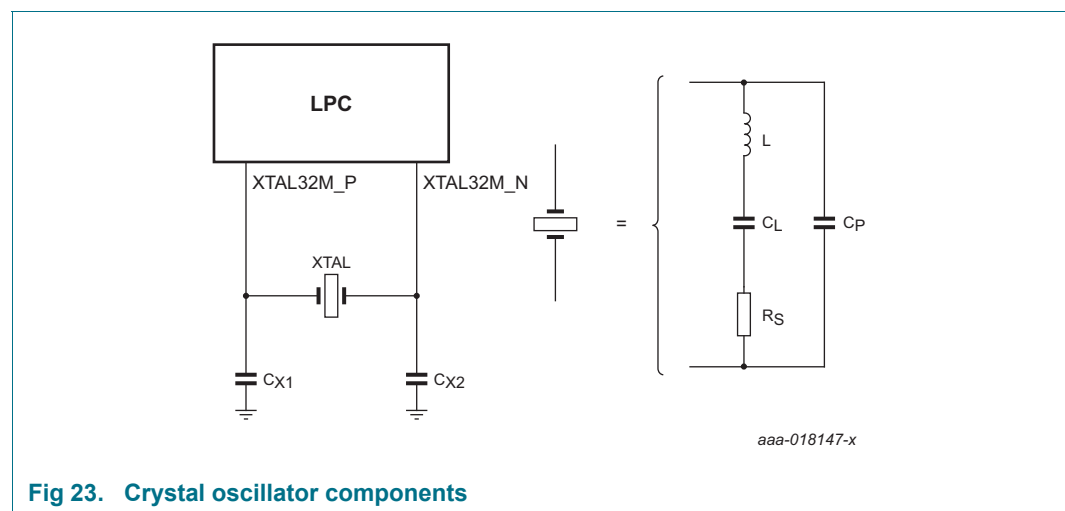 LPC
XTAL32M_P
XTAL32M_N
XTAL
CX1
CX2
=
L
CL
CP
RS
aaa-018147-x
Fig 23. Crystal oscillator components